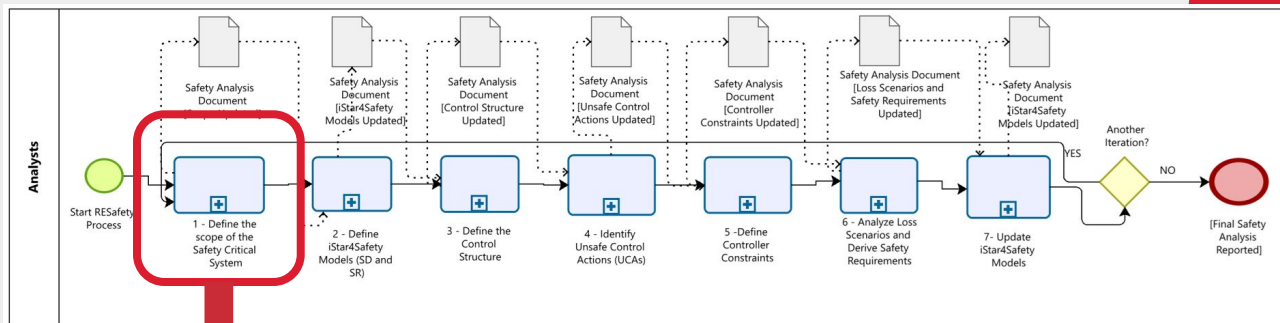 Analysts
Start RESafety
Process
Safety Analysis
Document
1 - Define the
scope of the
Safety Critical
System
Safety Analysis
Document
[iStar4Safety
Models Updated]
2 - Define
iStar4Safety
Models (SD and
SR)
Safety Analysis
Document
[Control Structure
Updated]
3 - Define the
Control
Structure
Safety Analysis
Document
[Unsafe Control
Actions Updated]
4 - Identify
Unsafe Control
Actions (UCAs)
Safety Analysis
Document
[Controller
Constraints Updated]
5 -Define
Controller
Constraints
Safety Analysis Document
[Loss Scenarios and
Safety Requirements
Updated]
6 - Analyze Loss
Scenarios and
Derive Safety
Requirements
Safety Analysis
Document
[iStar4Safety
Models Updated]
7- Update
iStar4Safety
Models
Another
Iteration?
YES
NO
[Final Safety
Analysis
Reported]